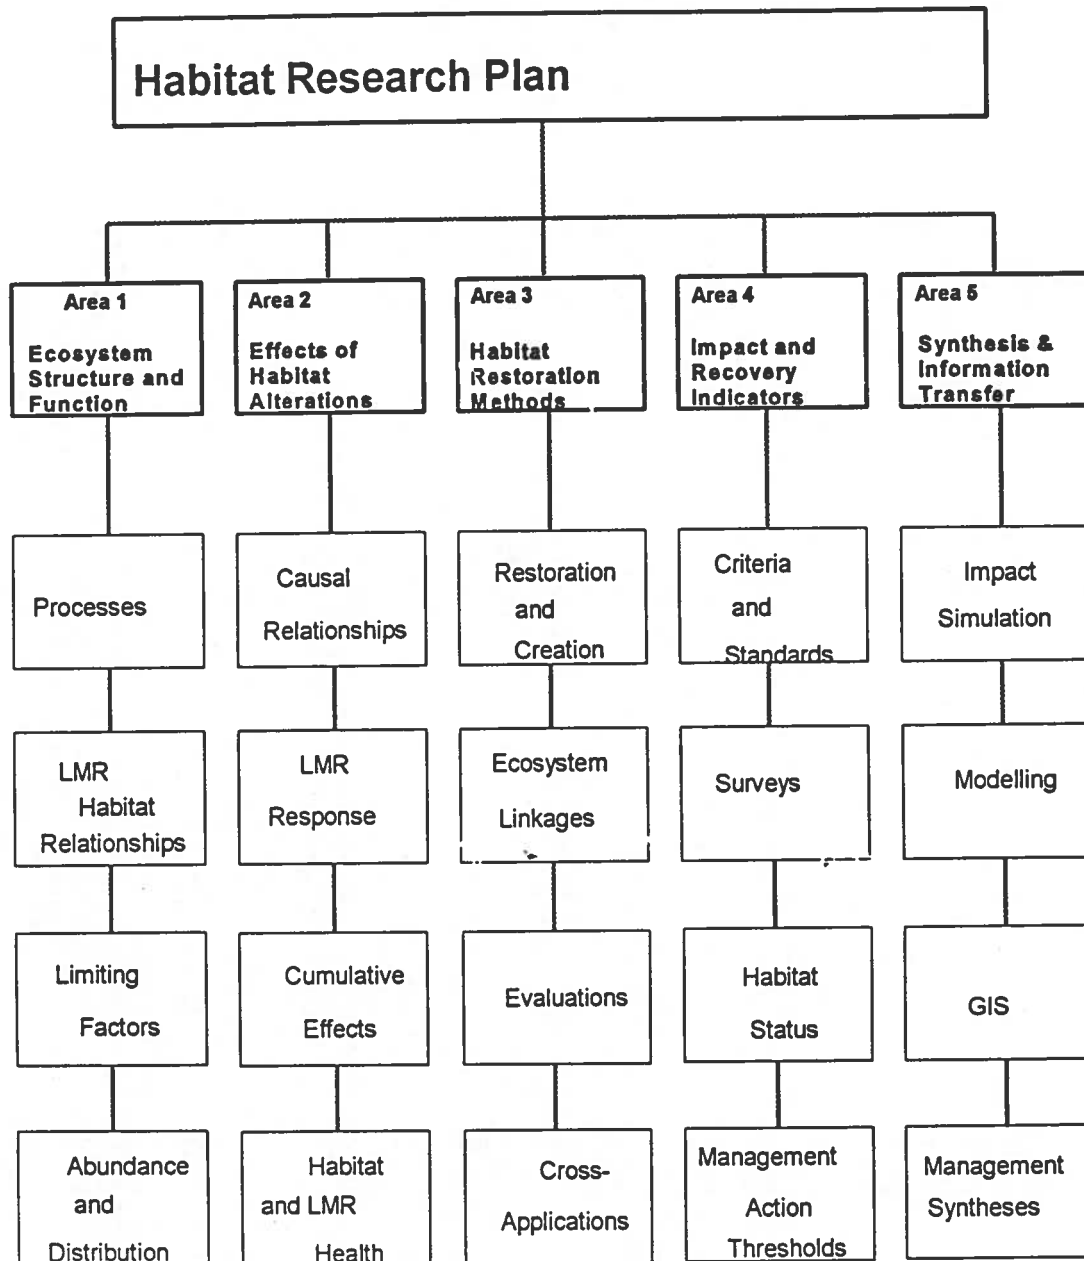 Habitat Research Plan
Area 1
Ecosystem
Structure and
Function
Area 2
Effects of
Habitat
Alterations
Area 3
Habitat
Restoration
Methods
Area 4
Impact and
Recovery
Indicators
Area 5
Synthesis &
Information
Transfer
Processes
Causal
Relationships
Restoration
and
Creation
Criteria
and
Standards
Impact
Simulation
LMR
Habitat
Relationships
LMR
Response
Ecosystem
Linkages
Surveys
Modelling
Limiting
Factors
Cumulative
Effects
Evaluations
Habitat
Status
GIS
Abundance
and
Distribution
Habitat
and LMR
Health
Cross-
Applications
Management
Action
Thresholds
Management
Syntheses